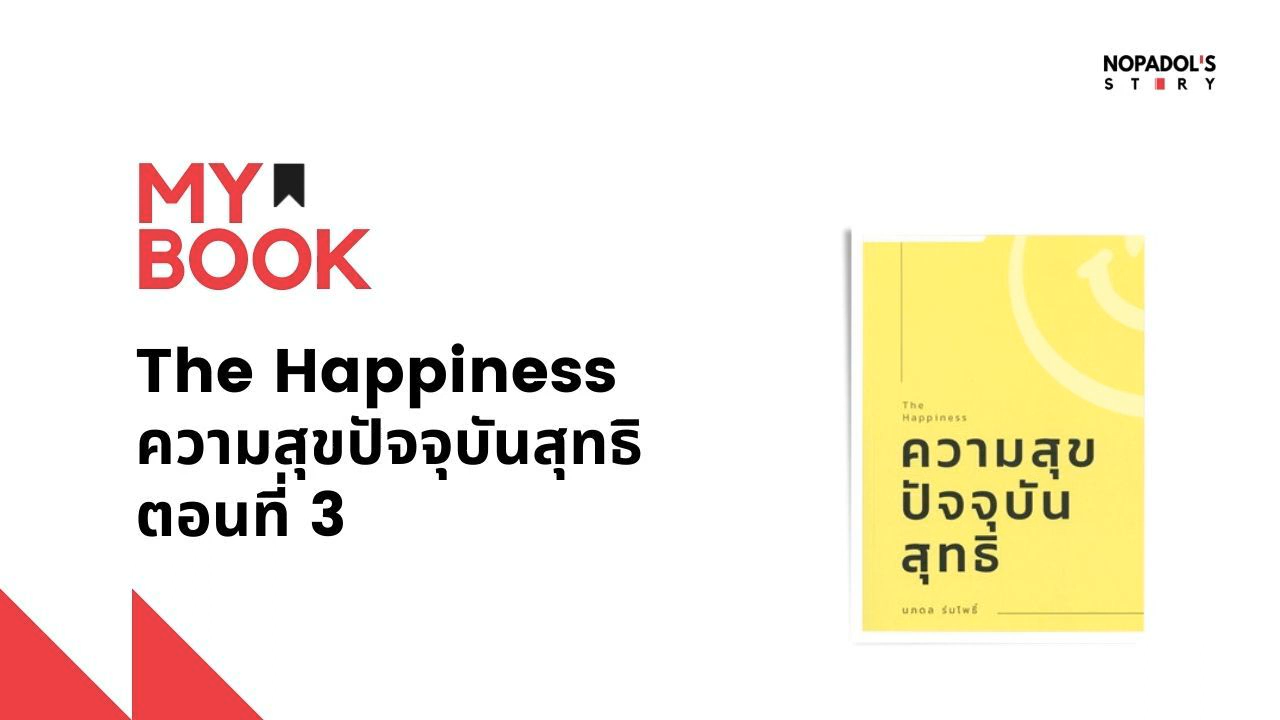 NOPADOL'S
STORY
MY
BOOK
The Happiness
ความสุขปัจจุบันสุทธิ
ตอนที่ 3
The
Happiness
ความสุข
ปัจจุบัน
สุทธิ
นภดล ร่มโพธิ์